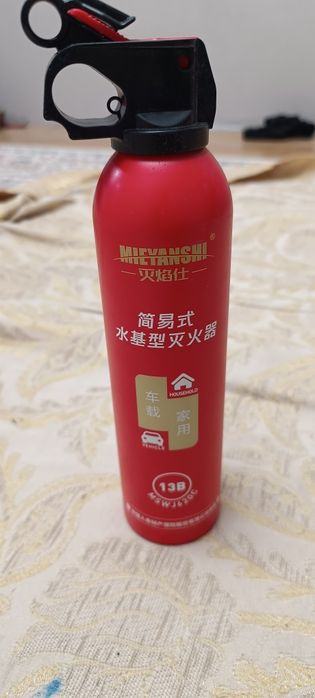 MIEYANSHI®
灭焰仕
简易式
水基型灭火器
车载
家用
HOUSEHOLD
VEHICLE
13B
MSWJ620C